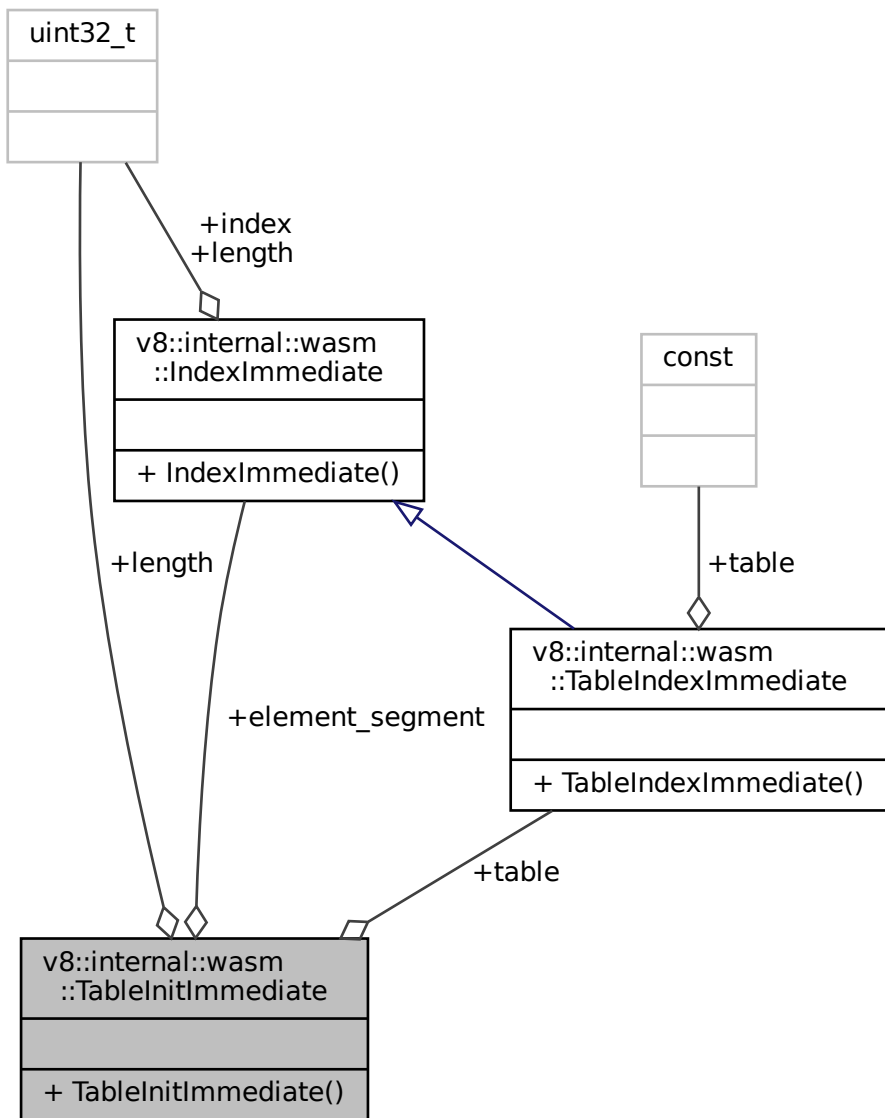 uint32_t
+index
+length
v8::internal::wasm
::IndexImmediate
+ IndexImmediate()
const
+length
+table
v8::internal::wasm
::TableIndexImmediate
+ TableIndexImmediate()
+element_segment
+table
v8::internal::wasm
::TableInitImmediate
+ TableInitImmediate()